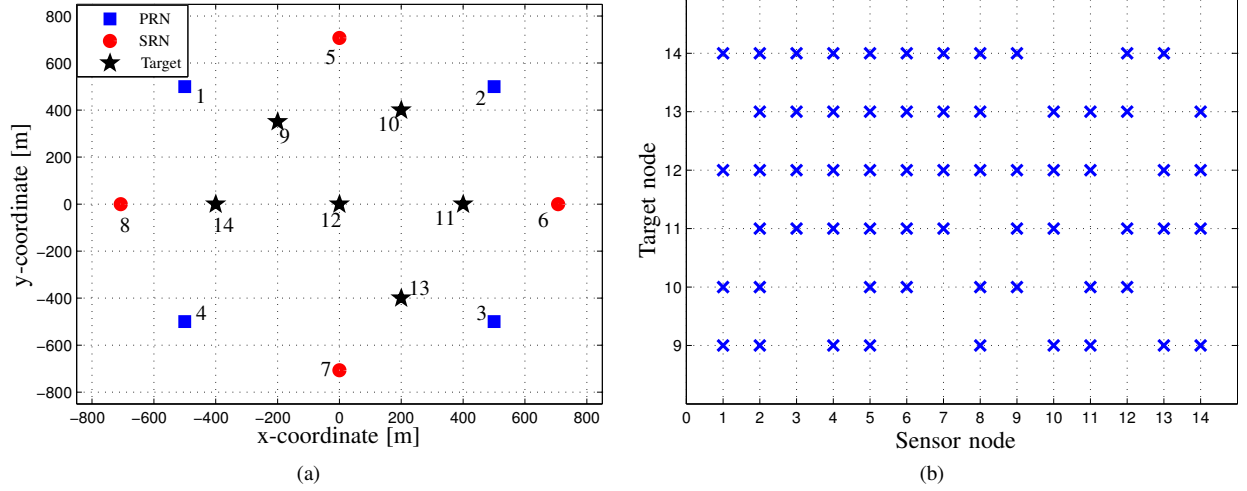 800
600
400
200
0
−200
−400
−600
−800
y-coordinate [m]
PRN
SRN
Target
5
1
2
9
10
8
14
12
11
6
13
4
3
7
−800 −600 −400 −200 0 200 400 600 800
x-coordinate [m]
(a)
14
13
12
11
10
9
Target node
0 1 2 3 4 5 6 7 8 9 10 11 12 13 14
Sensor node
(b)